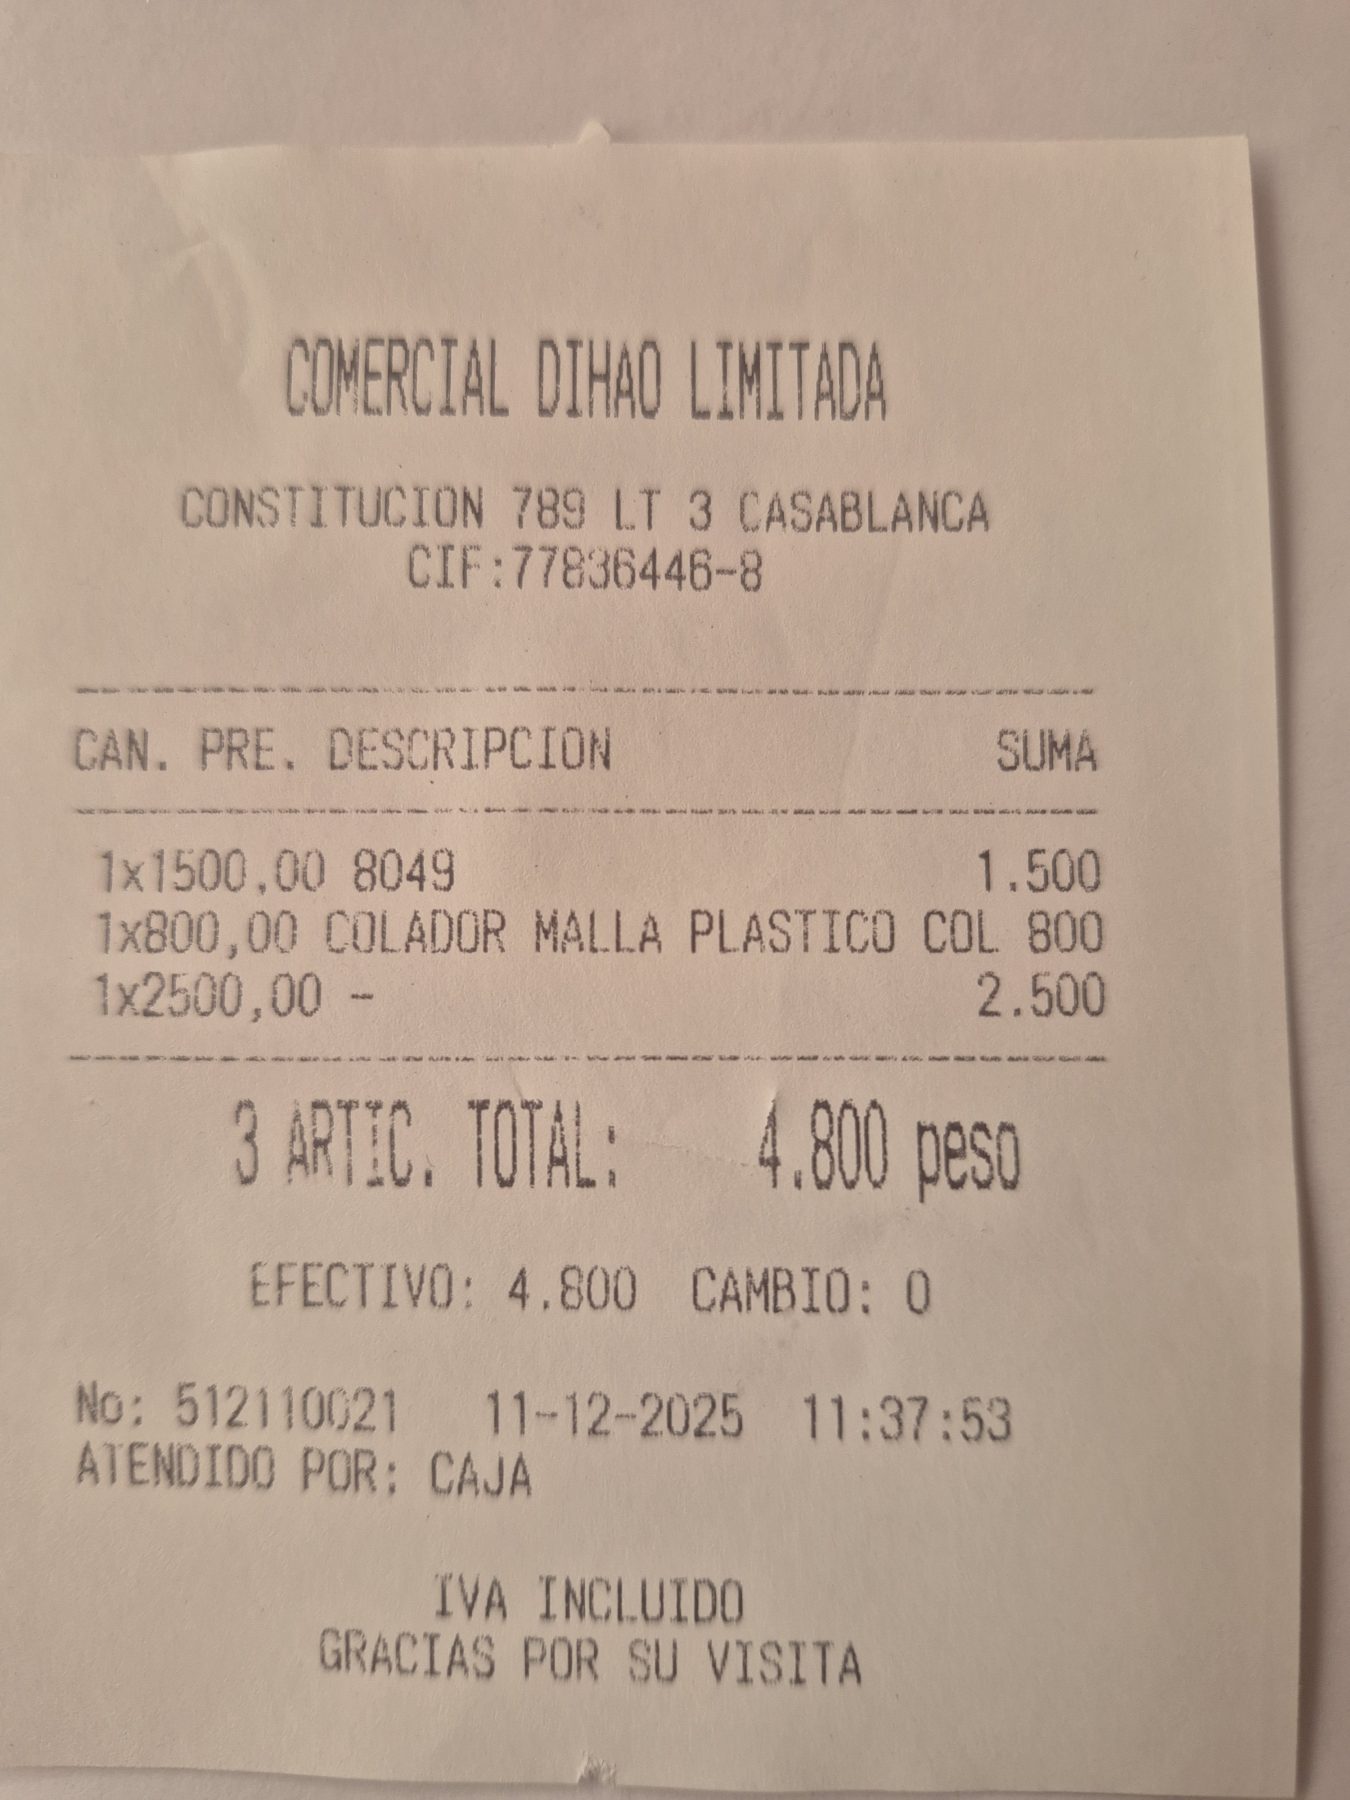 COMERCIAL DIHAO LIMITADA
CONSTITUCION 789 LT 3 CASABLANCA
CIF:77836446-8
CAN. PRE. DESCRIPCION SUMA
1x1500,00 8049 1.500
1x800,00 COLADOR MALLA PLASTICO COL 800
1x2500,00 - 2.500
3 ARTIC. TOTAL: 4.800 peso
EFECTIVO: 4.800 CAMBIO: 0
No: 512110021 11-12-2025 11:37:53
ATENDIDO POR: CAJA
IVA INCLUIDO
GRACIAS POR SU VISITA